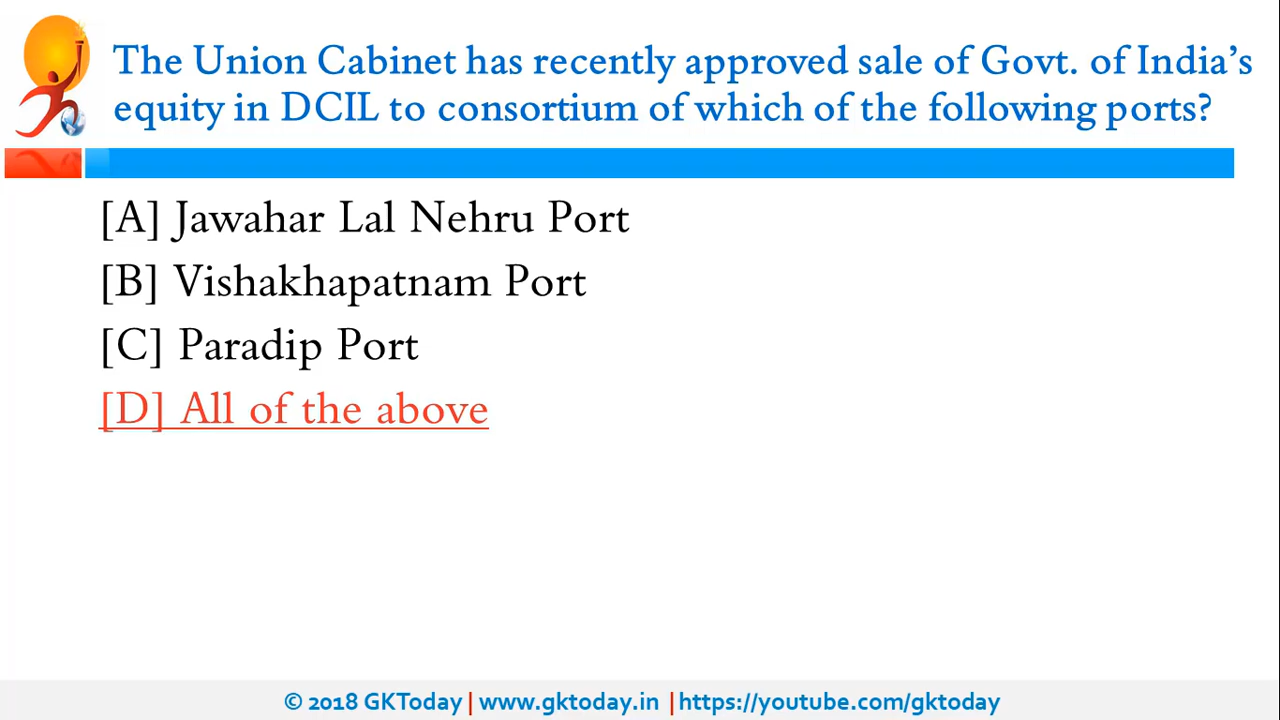 The Union Cabinet has recently approved sale of Govt. of India’s
equity in DCIL to consortium of which of the following ports?
[A] Jawahar Lal Nehru Port
[B] Vishakhapatnam Port
[C] Paradip Port
[D] All of the above
© 2018 GKToday | www.gktoday.in | https://youtube.com/gktoday